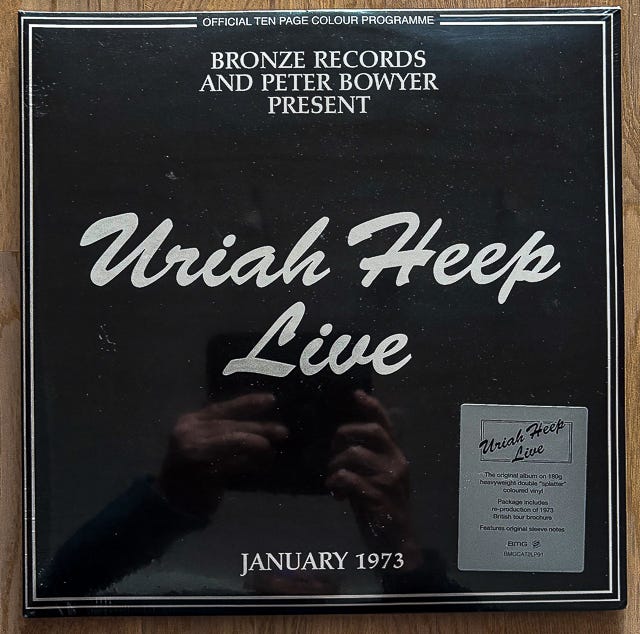 OFFICIAL TEN PAGE COLOUR PROGRAMME
BRONZE RECORDS
AND PETER BOWYER
PRESENT
Uriah Heep
Live
JANUARY 1973
Uriah Heep
Live
The original album on 180g
heavyweight double "splatter"
coloured vinyl
Package includes
re-production of 1973
British tour brochure
Features original sleeve notes
BMG
BMGCAT2LP91